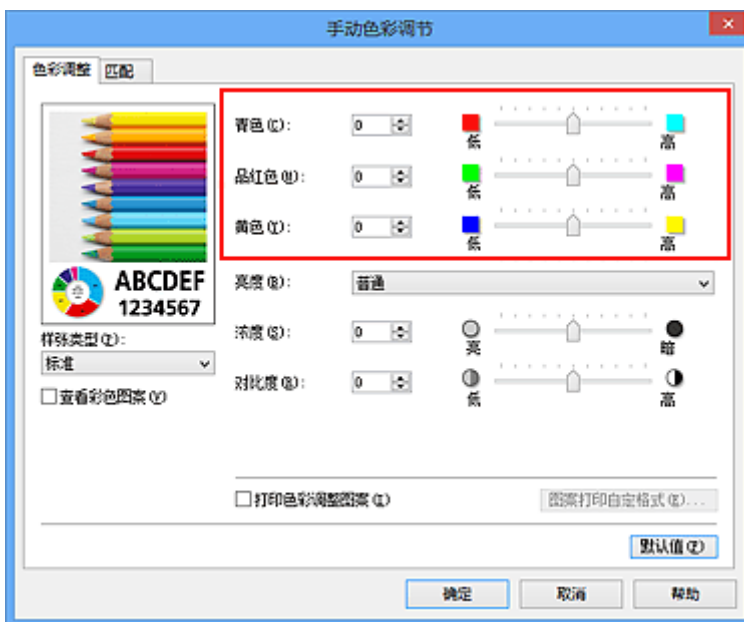 手动色彩调节
色彩调整 匹配
青色(C): 0 低 高
品红色(M): 0 低 高
黄色(Y): 0 低 高
ABCDEF
1234567
亮度(B): 普通
样张类型(T):
标准
浓度(S): 0 亮 暗
查看彩色图案(Y)
对比度(R): 0 低 高
打印色彩调整图案(I) 图案打印自定格式(E)...
默认值(F)
确定 取消 帮助